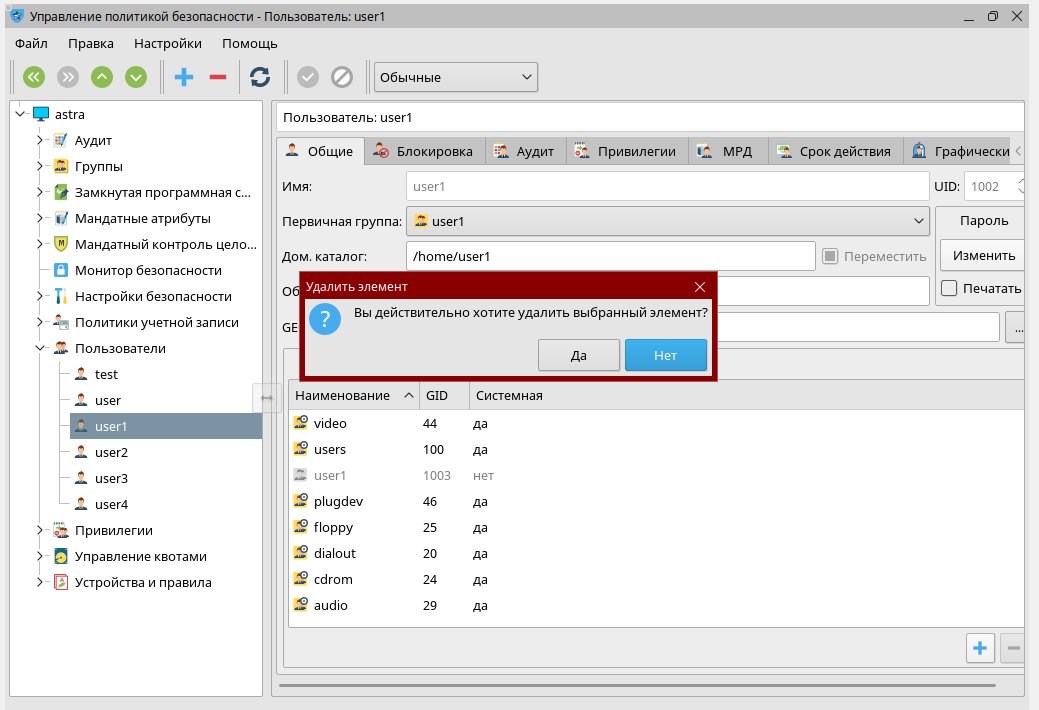 Управление политикой безопасности - Пользователь: user1
Файл Правка Настройки Помощь
Обычные
astra
Аудит
Группы
Замкнутая программная с...
Мандатные атрибуты
Мандатный контроль цело...
Монитор безопасности
Настройки безопасности
Политики учетной записи
Пользователи
test
user
user1
user2
user3
user4
Привилегии
Управление квотами
Устройства и правила
Пользователь: user1
Общие Блокировка Аудит Привилегии МРД Срок действия Графически
Имя: user1 UID: 1002
Первичная группа: user1 Пароль
Дом. каталог: /home/user1 Переместить Изменить
Об
Печатать
GE
...
Удалить элемент
Вы действительно хотите удалить выбранный элемент?
Да Нет
Наименование GID Системная
video 44 да
users 100 да
user1 1003 нет
plugdev 46 да
floppy 25 да
dialout 20 да
cdrom 24 да
audio 29 да